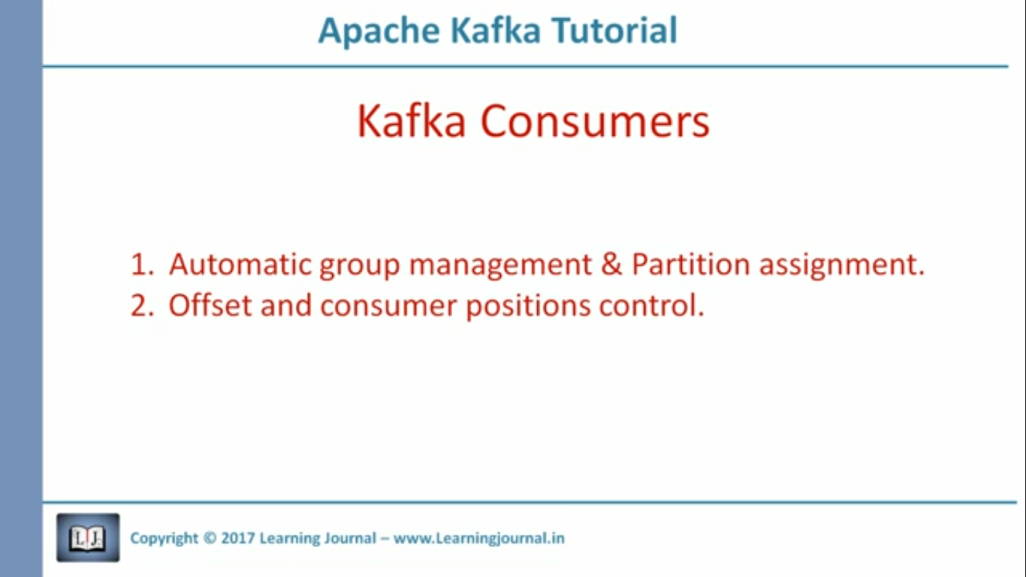 Apache Kafka Tutorial
Kafka Consumers
1. Automatic group management & Partition assignment.
2. Offset and consumer positions control.
LJ
Copyright © 2017 Learning Journal – www.Learningjournal.in